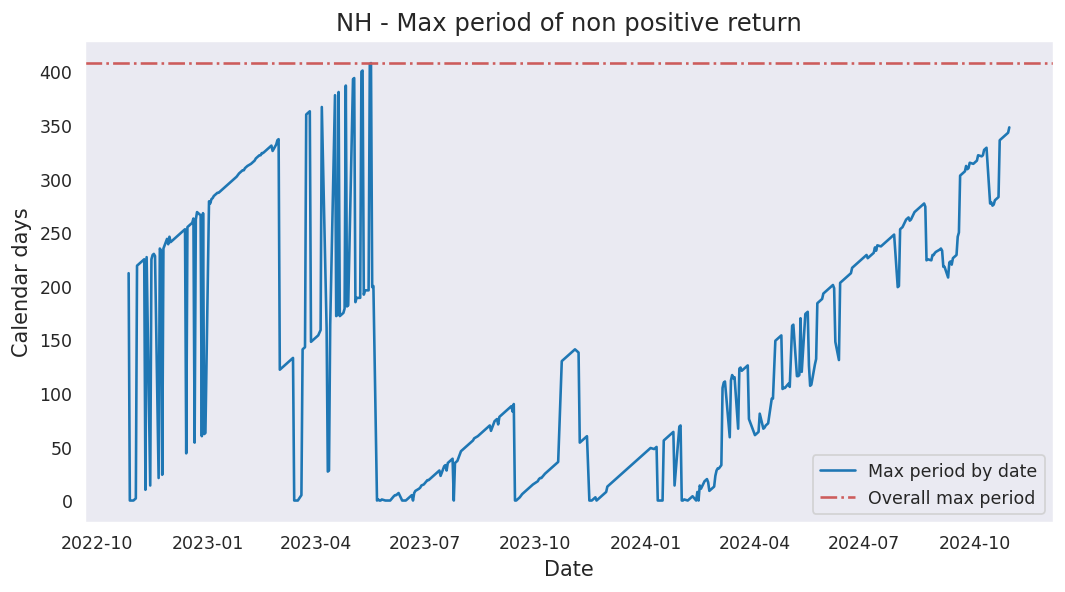 NH - Max period of non positive return
Calendar days
400
350
300
250
200
150
100
50
0
2022-10 2023-01 2023-04 2023-07 2023-10 2024-01 2024-04 2024-07 2024-10
Date
Max period by date
Overall max period